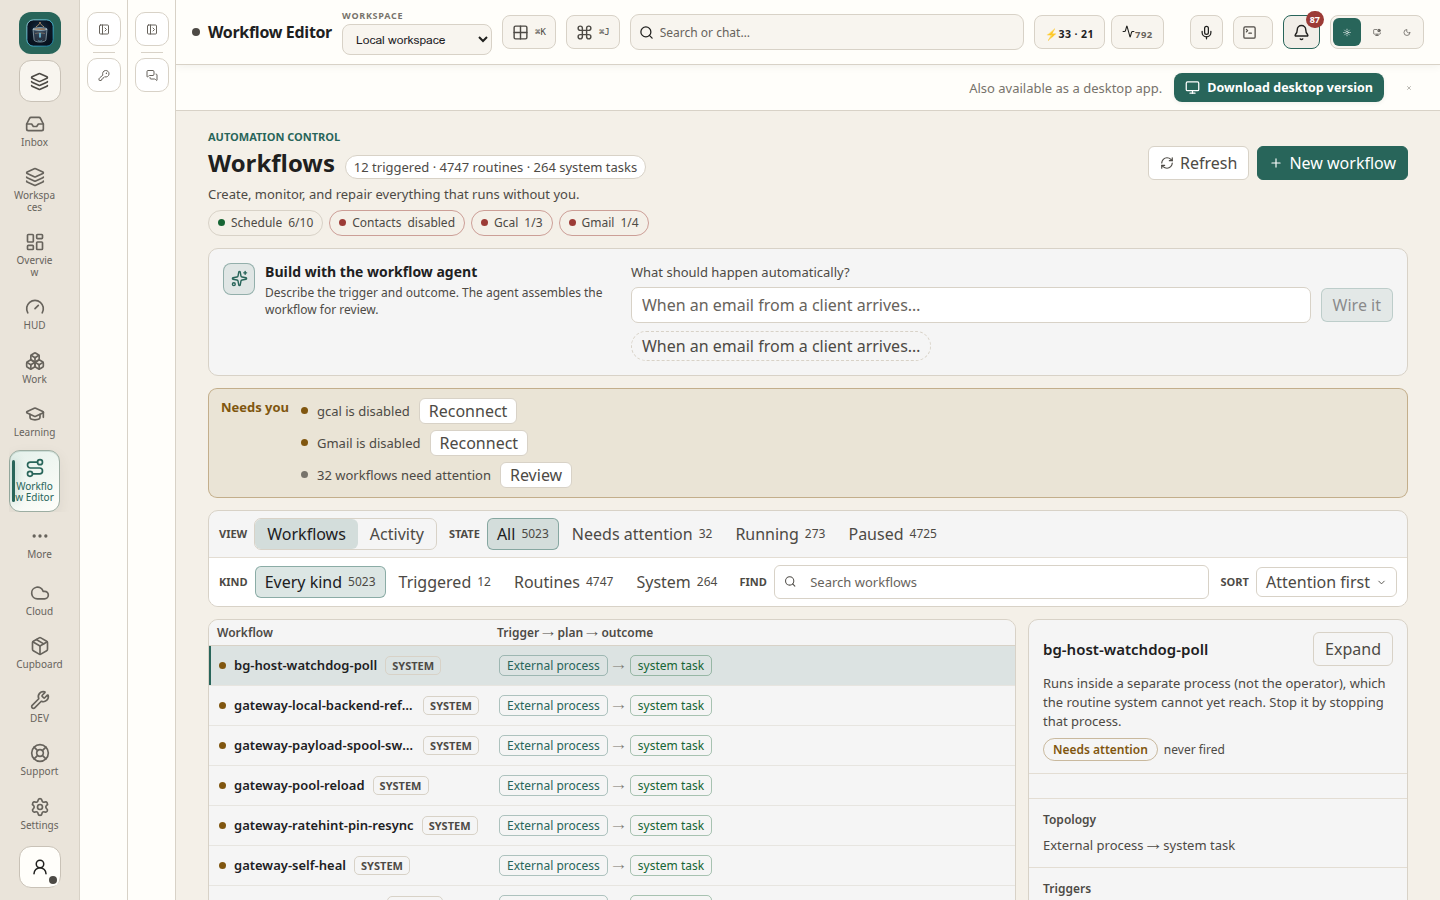 Workflow Editor
WORKSPACE
Local workspace
⌘K
⌘J
Search or chat...
⚡33 · 21
792
87
Inbox
Workspa
ces
Overvie
w
HUD
Work
Learning
Workflo
w Editor
More
Cloud
Cupboard
DEV
Support
Settings
Also available as a desktop app.
Download desktop version
×
AUTOMATION CONTROL
Workflows
12 triggered · 4747 routines · 264 system tasks
Refresh
New workflow
Create, monitor, and repair everything that runs without you.
Schedule 6/10
Contacts disabled
Gcal 1/3
Gmail 1/4
Build with the workflow agent
Describe the trigger and outcome. The agent assembles the
workflow for review.
What should happen automatically?
When an email from a client arrives...
Wire it
When an email from a client arrives...
Needs you
gcal is disabled Reconnect
Gmail is disabled Reconnect
32 workflows need attention Review
VIEW Workflows Activity STATE All 5023 Needs attention 32 Running 273 Paused 4725
KIND Every kind 5023 Triggered 12 Routines 4747 System 264 FIND Search workflows SORT Attention first
Workflow Trigger → plan → outcome
bg-host-watchdog-poll SYSTEM External process → system task
gateway-local-backend-ref... SYSTEM External process → system task
gateway-payload-spool-sw... SYSTEM External process → system task
gateway-pool-reload SYSTEM External process → system task
gateway-ratehint-pin-resync SYSTEM External process → system task
gateway-self-heal SYSTEM External process → system task
bg-host-watchdog-poll
Expand
Runs inside a separate process (not the operator), which
the routine system cannot yet reach. Stop it by stopping
that process.
Needs attention never fired
Topology
External process → system task
Triggers